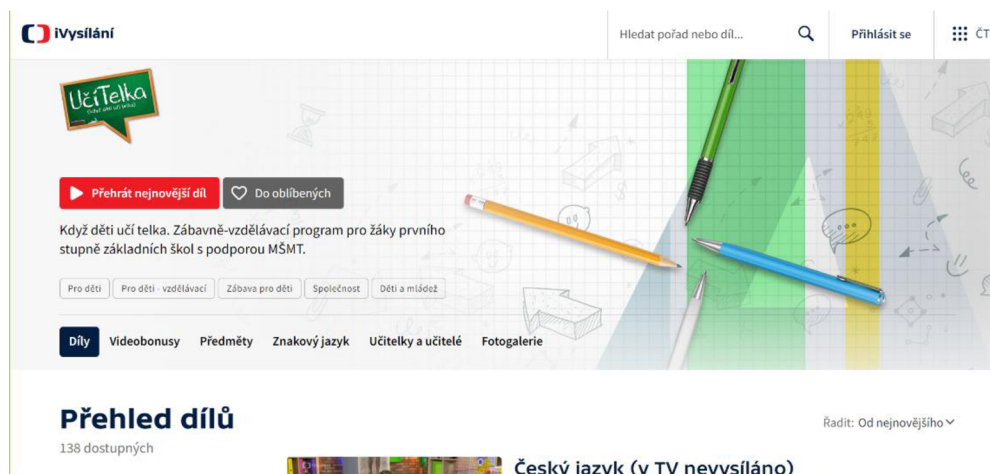 iVysílání
Hledat pořad nebo díl...
Přihlásit se
ČT
UčíTelka
Přehrát nejnovější díl
Do oblíbených
Když děti učí telka. Zábavně-vzdělávací program pro žáky prvního
stupně základních škol s podporou MŠMT.
Pro děti
Pro děti - vzdělávací
Zábava pro děti
Společnost
Děti a mládež
Díly
Videobonusy
Předměty
Znakový jazyk
Učitelky a učitelé
Fotogalerie
Přehled dílů
138 dostupných
Řadit: Od nejnovějšího
Český jazyk (v TV nevysíláno)